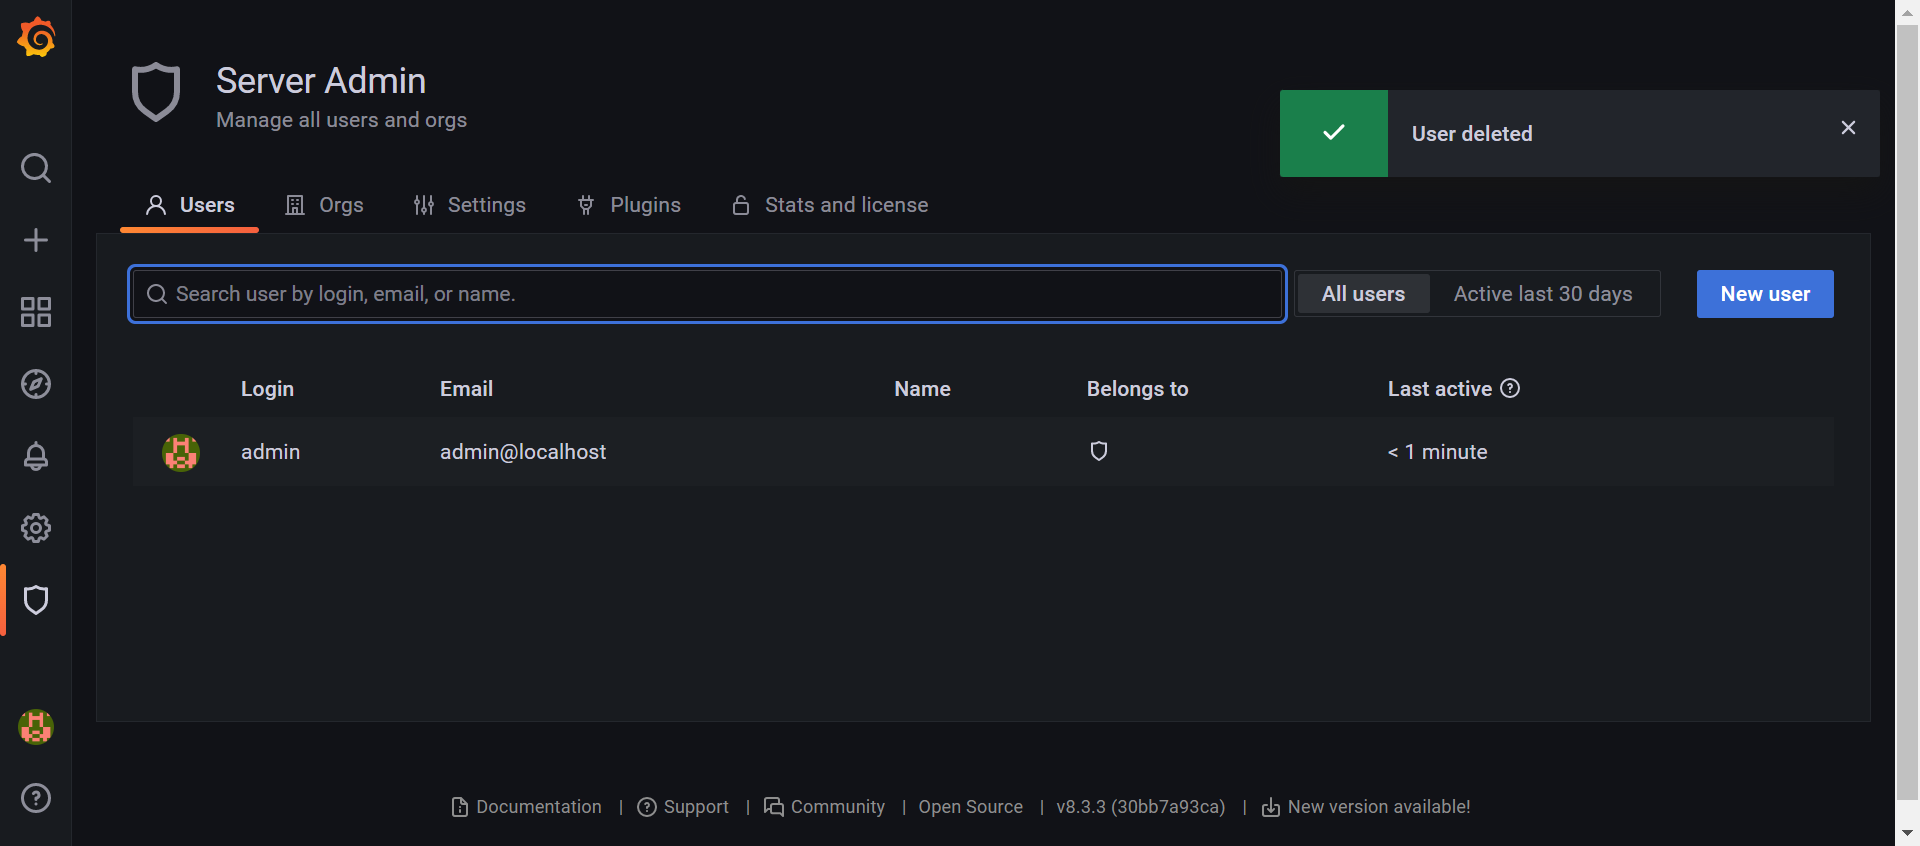 Server Admin
Manage all users and orgs
User deleted
Users Orgs Settings Plugins Stats and license
Search user by login, email, or name. All users Active last 30 days New user
Login Email Name Belongs to Last active
admin admin@localhost < 1 minute
Documentation | Support | Community | Open Source | v8.3.3 (30bb7a93ca) | New version available!